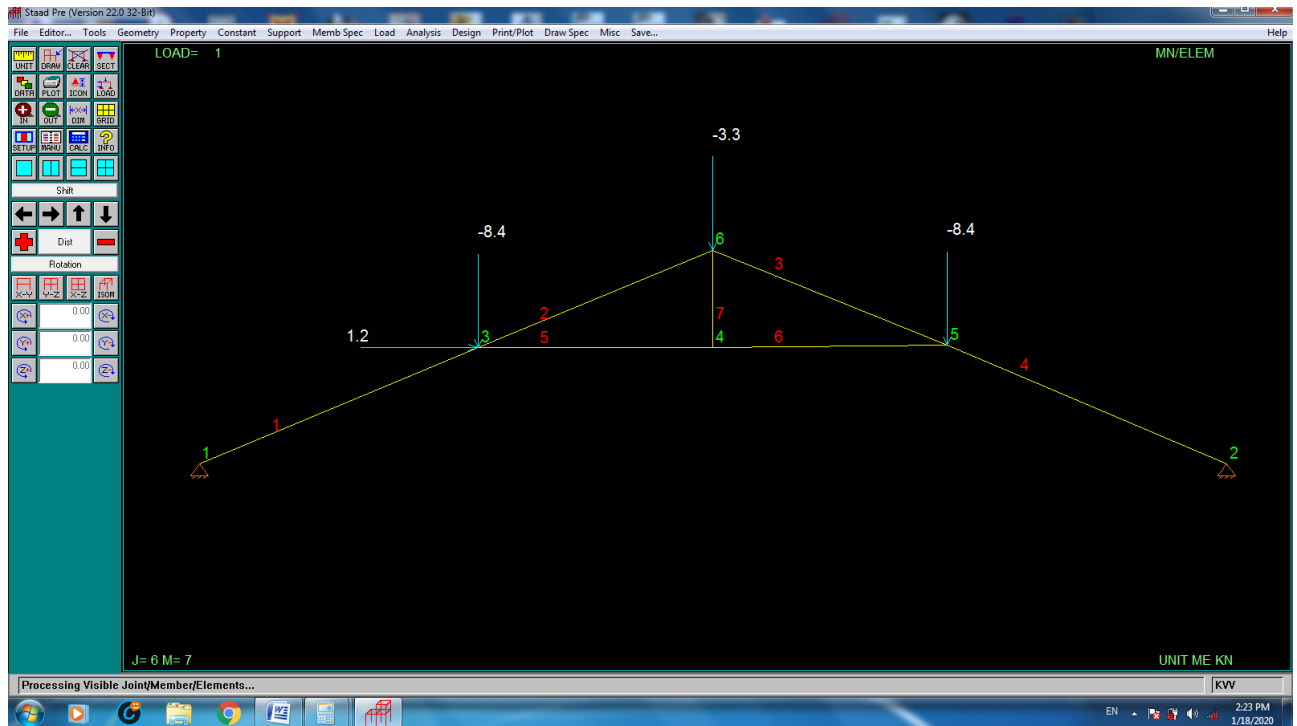 Staad Pre (Version 22.0 32-Bit)
File Editor... Tools Geometry Property Constant Support Memb Spec Load Analysis Design Print/Plot Draw Spec Misc Save... Help
UNIT DRAW CLEAR SECT
DATA PLOT ICON LOAD
IN OUT DIM GRID
SETUP MANU CALC INFO
Shift
Dist
Rotation
X-Y Y-Z X-Z ISOM
X+ 0.00 X-
Y+ 0.00 Y-
Z+ 0.00 Z-
LOAD= 1
MN/ELEM
-3.3
-8.4
-8.4
6
3
2
7
1.2
3
5
4
6
5
4
1
1
2
J= 6 M= 7
UNIT ME KN
Processing Visible Joint/Member/Elements...
KVV
EN
2:23 PM
1/18/2020